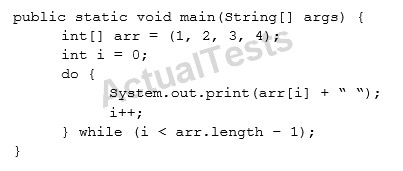 public static void main(String[] args) {
int[] arr = (1, 2, 3, 4);
int i = 0;
do {
System.out.print(arr[i] + “ “);
i++;
} while (i < arr.length - 1);
}
ActualTests